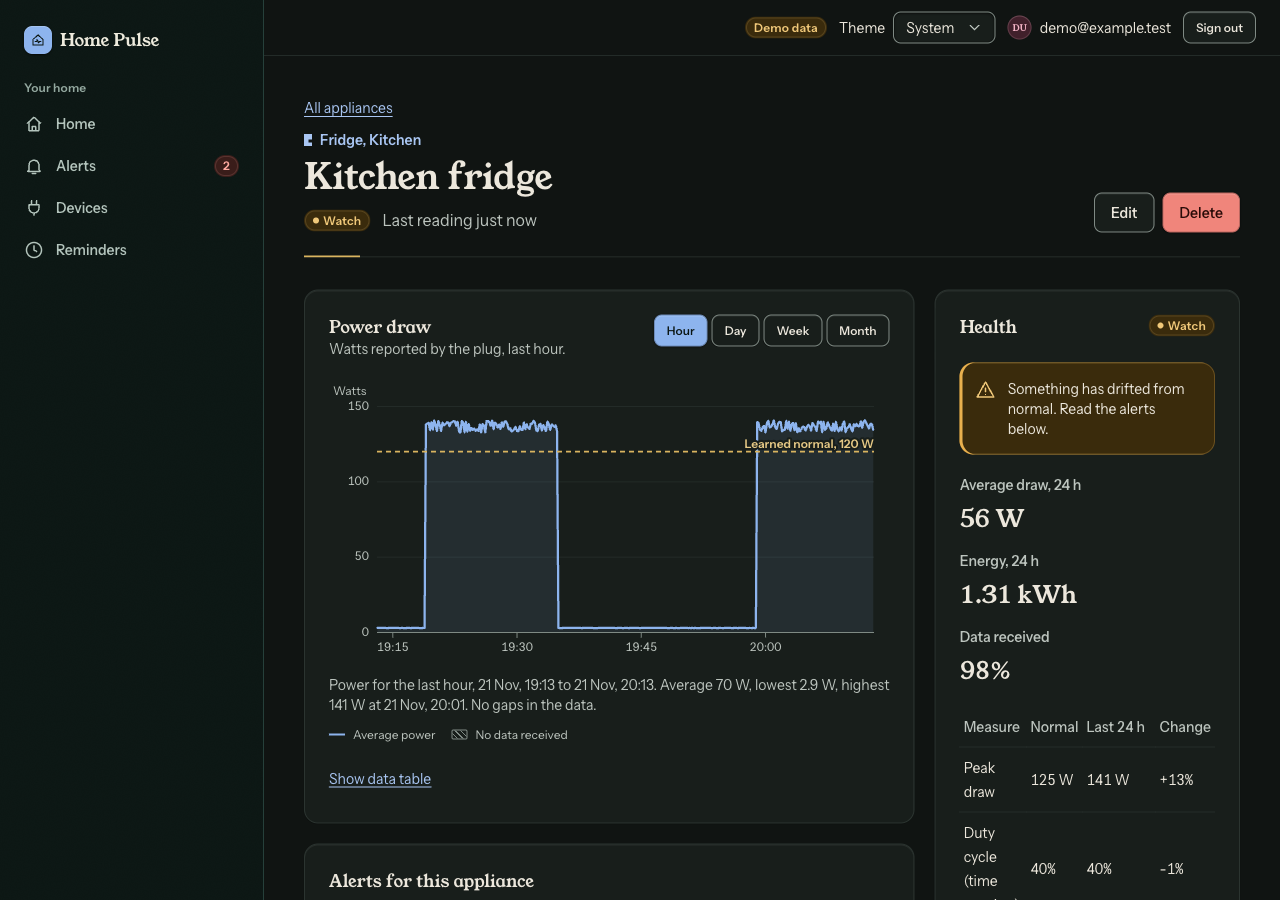 Home Pulse
Your home
Home
Alerts 2
Devices
Reminders
Demo data Theme System DU demo@example.test Sign out
All appliances
Fridge, Kitchen
Kitchen fridge
Watch Last reading just now
Edit Delete
Power draw
Watts reported by the plug, last hour.
Hour Day Week Month
Watts
150
Learned normal, 120 W
100
50
0
19:15 19:30 19:45 20:00
Power for the last hour, 21 Nov, 19:13 to 21 Nov, 20:13. Average 70 W, lowest 2.9 W, highest
141 W at 21 Nov, 20:01. No gaps in the data.
Average power No data received
Show data table
Alerts for this appliance
Health Watch
Something has drifted from
normal. Read the alerts
below.
Average draw, 24 h
56 W
Energy, 24 h
1.31 kWh
Data received
98%
Measure Normal Last 24 h Change
Peak
draw 125 W 141 W +13%
Duty
cycle 40% 40% -1%
(time